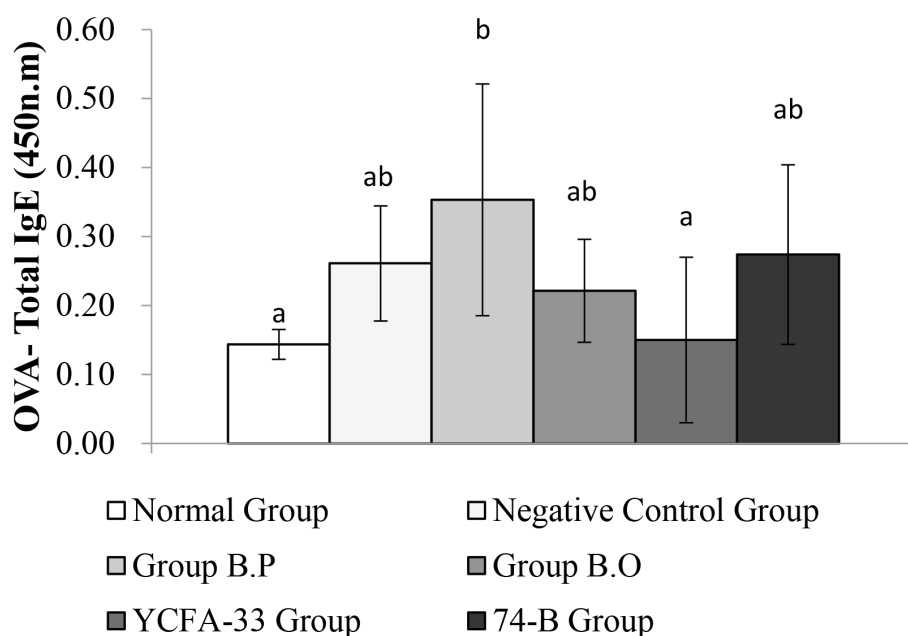 OVA- Total IgE (450n.m)
0.60
0.50
0.40
0.30
0.20
0.10
0.00
a
ab
b
ab
a
ab
Normal Group
Negative Control Group
Group B.P
Group B.O
YCFA-33 Group
74-B Group